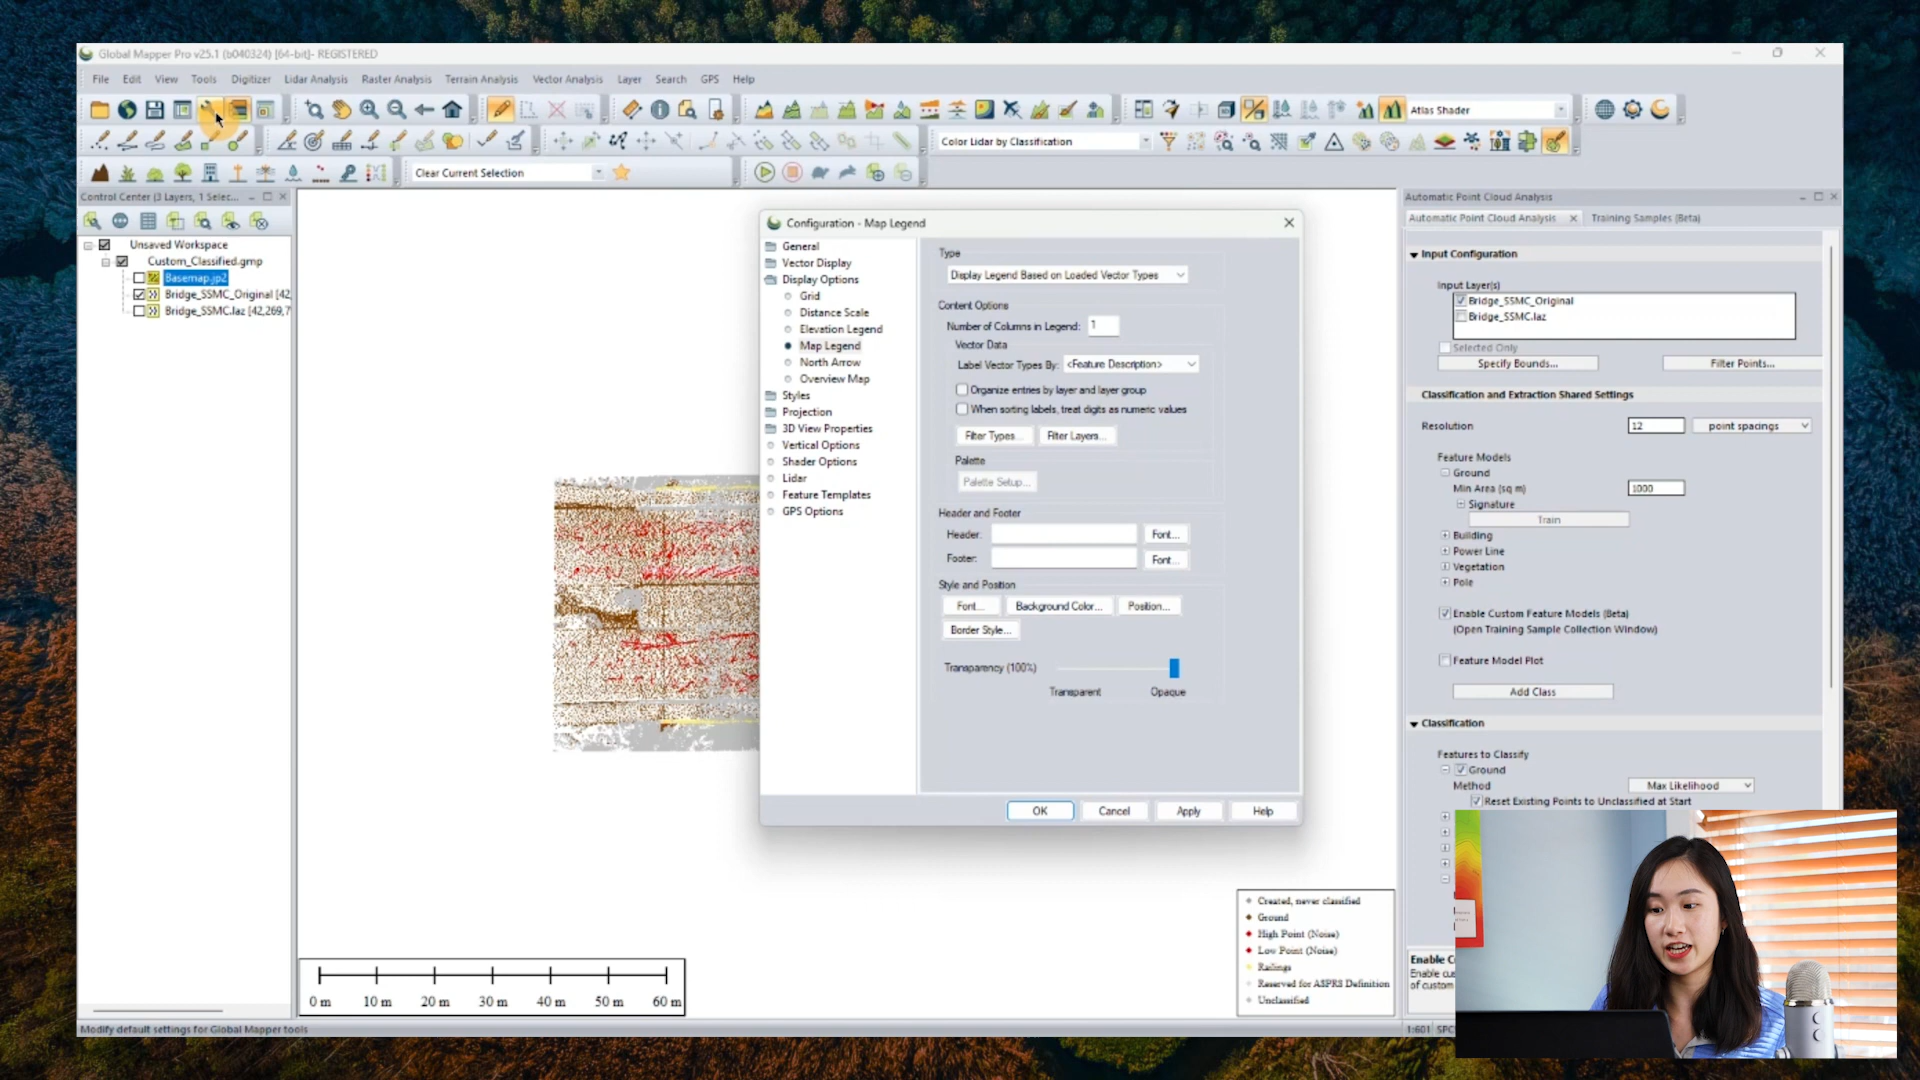 Global Mapper Pro v25.1 (b040324) [64-bit]- REGISTERED
File Edit View Tools Digitizer Lidar Analysis Raster Analysis Terrain Analysis Vector Analysis Layer Search GPS Help
Atlas Shader
Color Lidar by Classification
Clear Current Selection
Control Center (3 Layers, 1 Selec...
Unsaved Workspace
Custom_Classified.gmp
Basemap.jp2
Bridge_SSMC_Original [42,
Bridge_SSMC.laz [42,269,7
Configuration - Map Legend
General
Vector Display
Display Options
Grid
Distance Scale
Elevation Legend
Map Legend
North Arrow
Overview Map
Styles
Projection
3D View Properties
Vertical Options
Shader Options
Lidar
Feature Templates
GPS Options
Type
Display Legend Based on Loaded Vector Types
Content Options
Number of Columns in Legend: 1
Vector Data
Label Vector Types By: <Feature Description>
Organize entries by layer and layer group
When sorting labels, treat digits as numeric values
Filter Types... Filter Layers...
Palette
Palette Setup...
Header and Footer
Header: Font...
Footer: Font...
Style and Position
Font... Background Color... Position...
Border Style...
Transparency (100%)
Transparent Opaque
OK Cancel Apply Help
Created, never classified
Ground
High Point (Noise)
Low Point (Noise)
Railings
Reserved for ASPRS Definition
Unclassified
0 m 10 m 20 m 30 m 40 m 50 m 60 m
Automatic Point Cloud Analysis
Automatic Point Cloud Analysis Training Samples (Beta)
Input Configuration
Input Layer(s)
Bridge_SSMC_Original
Bridge_SSMC.laz
Selected Only
Specify Bounds... Filter Points...
Classification and Extraction Shared Settings
Resolution 12 point spacings
Feature Models
Ground
Min Area (sq m) 1000
Signature
Train
Building
Power Line
Vegetation
Pole
Enable Custom Feature Models (Beta)
(Open Training Sample Collection Window)
Feature Model Plot
Add Class
Classification
Features to Classify
Ground
Method Max Likelihood
Reset Existing Points to Unclassified at Start
Enable C
Enable cus
of custom
Modify default settings for Global Mapper tools
1:601 SPC